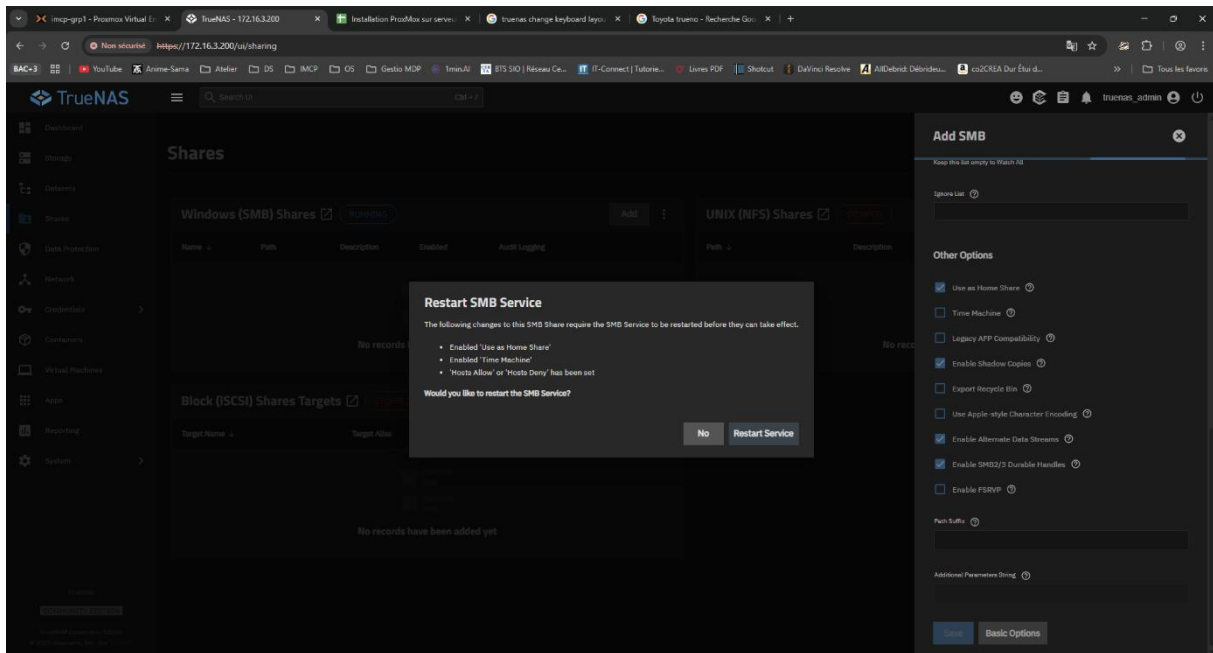 imcp-grp1 - Proxmox Virtual En
TrueNAS - 172.16.3.200
Installation ProxMox sur serveu
truenas change keyboard layou
Toyota trueno - Recherche Goo
Non sécurisé https://172.16.3.200/ui/sharing
BAC+3 YouTube Anime-Sama Atelier DS IMCP OS Gestio MDP 1min.AI BTS SIO | Réseau Ce... IT-Connect | Tutorie... Livres PDF Shotcut DaVinci Resolve AllDebrid: Débrideu... co2CREA Dur Étui d... Tous les favoris
TrueNAS
Search UI
Ctrl + /
truenas_admin
Dashboard
Storage
Datasets
Shares
Data Protection
Network
Credentials
Containers
Virtual Machines
Apps
Reporting
System
Shares
Windows (SMB) Shares RUNNING Add
Name Path Description Enabled Audit Logging
No records
UNIX (NFS) Shares
Path Description
No reco
Block (iSCSI) Shares Targets
Target Name Target Alias
No records have been added yet
COMMUNITY EDITION
Restart SMB Service
The following changes to this SMB Share require the SMB Service to be restarted before they can take effect.
• Enabled 'Use as Home Share'
• Enabled 'Time Machine'
• 'Hosts Allow' or 'Hosts Deny' has been set
Would you like to restart the SMB Service?
No Restart Service
Add SMB
Keep this list empty to Watch All
Ignore List
Other Options
Use as Home Share
Time Machine
Legacy AFP Compatibility
Enable Shadow Copies
Export Recycle Bin
Use Apple-style Character Encoding
Enable Alternate Data Streams
Enable SMB2/3 Durable Handles
Enable FSRVP
Path Suffix
Additional Parameters String
Save Basic Options